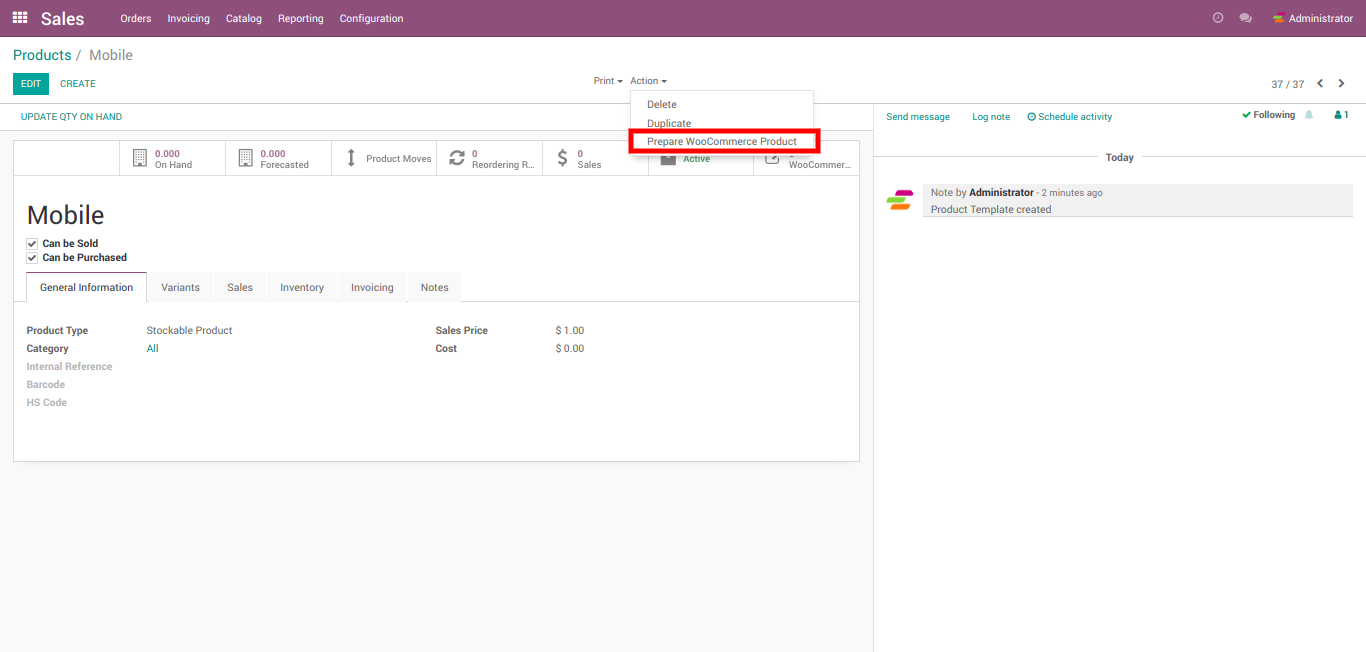 Sales
Orders Invoicing Catalog Reporting Configuration
Administrator
Products / Mobile
EDIT CREATE
Print Action
37 / 37
Delete
Duplicate
Prepare WooCommerce Product
UPDATE QTY ON HAND
Send message Log note Schedule activity
Following 1
0.000
On Hand
0.000
Forecasted
Product Moves
0
Reordering R...
0
Sales
Active
WooCommer...
Today
Mobile
Can be Sold
Can be Purchased
Note by Administrator - 2 minutes ago
Product Template created
General Information Variants Sales Inventory Invoicing Notes
Product Type Stockable Product Sales Price $ 1.00
Category All Cost $ 0.00
Internal Reference
Barcode
HS Code